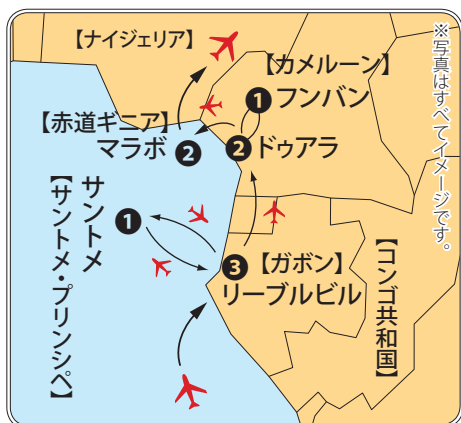 ※写真はすべてイメージです。
【ナイジェリア】
【カメルーン】
❶フンバン
【赤道ギニア】
マラボ❷
❷ドゥアラ
サントメ❶
【サントメ・プリンシペ】
❸【ガボン】
リーブルビル
【コンゴ共和国】